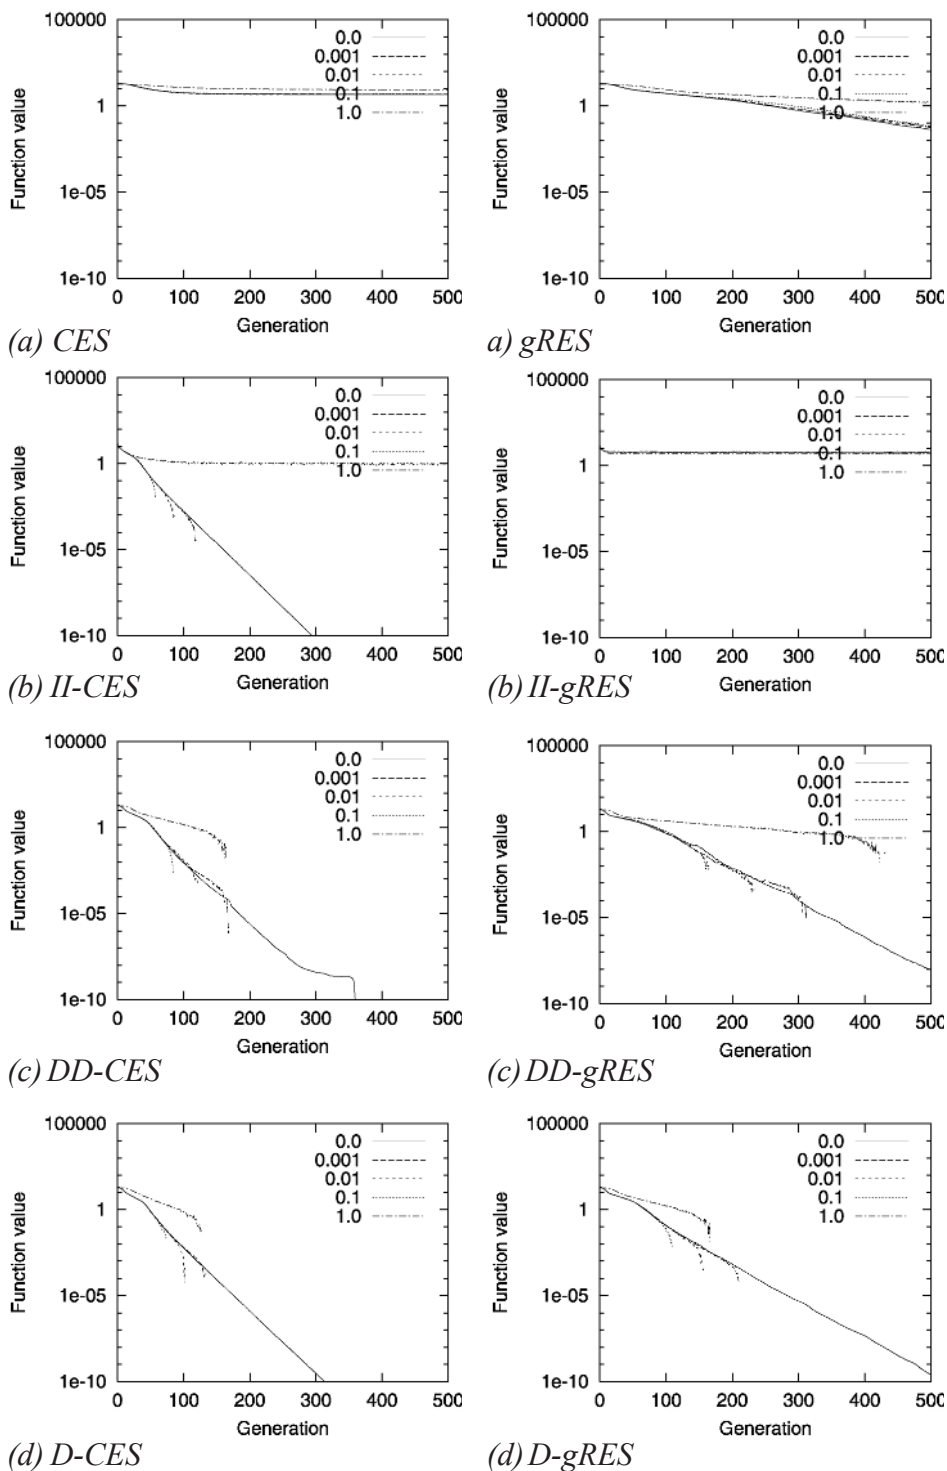 100000
1
1e-05
1e-10
Function value
0.0
0.001
0.01
0.1
1.0
0 100 200 300 400 500
Generation
(a) CES
100000
1
1e-05
1e-10
Function value
0.0
0.001
0.01
0.1
1.0
0 100 200 300 400 500
Generation
a) gRES
100000
1
1e-05
1e-10
Function value
0.0
0.001
0.01
0.1
1.0
0 100 200 300 400 500
Generation
(b) II-CES
100000
1
1e-05
1e-10
Function value
0.0
0.001
0.01
0.1
1.0
0 100 200 300 400 500
Generation
(b) II-gRES
100000
1
1e-05
1e-10
Function value
0.0
0.001
0.01
0.1
1.0
0 100 200 300 400 500
Generation
(c) DD-CES
100000
1
1e-05
1e-10
Function value
0.0
0.001
0.01
0.1
1.0
0 100 200 300 400 500
Generation
(c) DD-gRES
100000
1
1e-05
1e-10
Function value
0.0
0.001
0.01
0.1
1.0
0 100 200 300 400 500
Generation
(d) D-CES
100000
1
1e-05
1e-10
Function value
0.0
0.001
0.01
0.1
1.0
0 100 200 300 400 500
Generation
(d) D-gRES